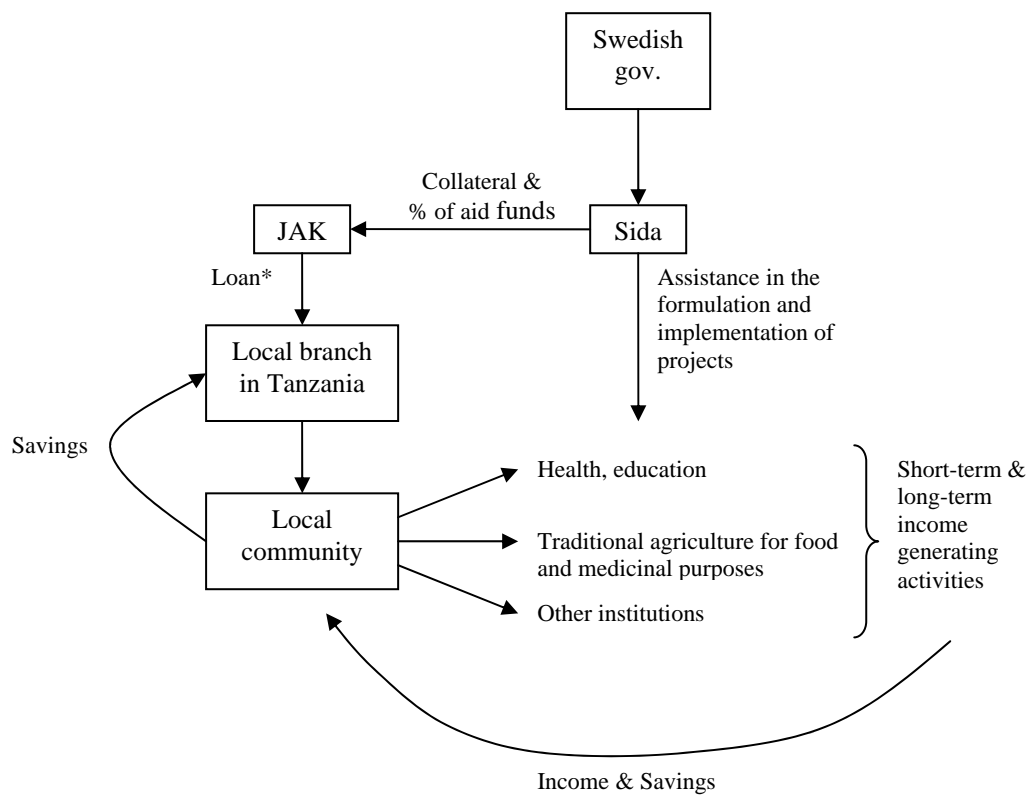 Swedish
gov.
Collateral &
% of aid funds
JAK
Sida
Loan*
Assistance in the
formulation and
implementation of
projects
Local branch
in Tanzania
Savings
Health, education
Short-term &
long-term
income
generating
activities
Local
community
Traditional agriculture for food
and medicinal purposes
Other institutions
Income & Savings